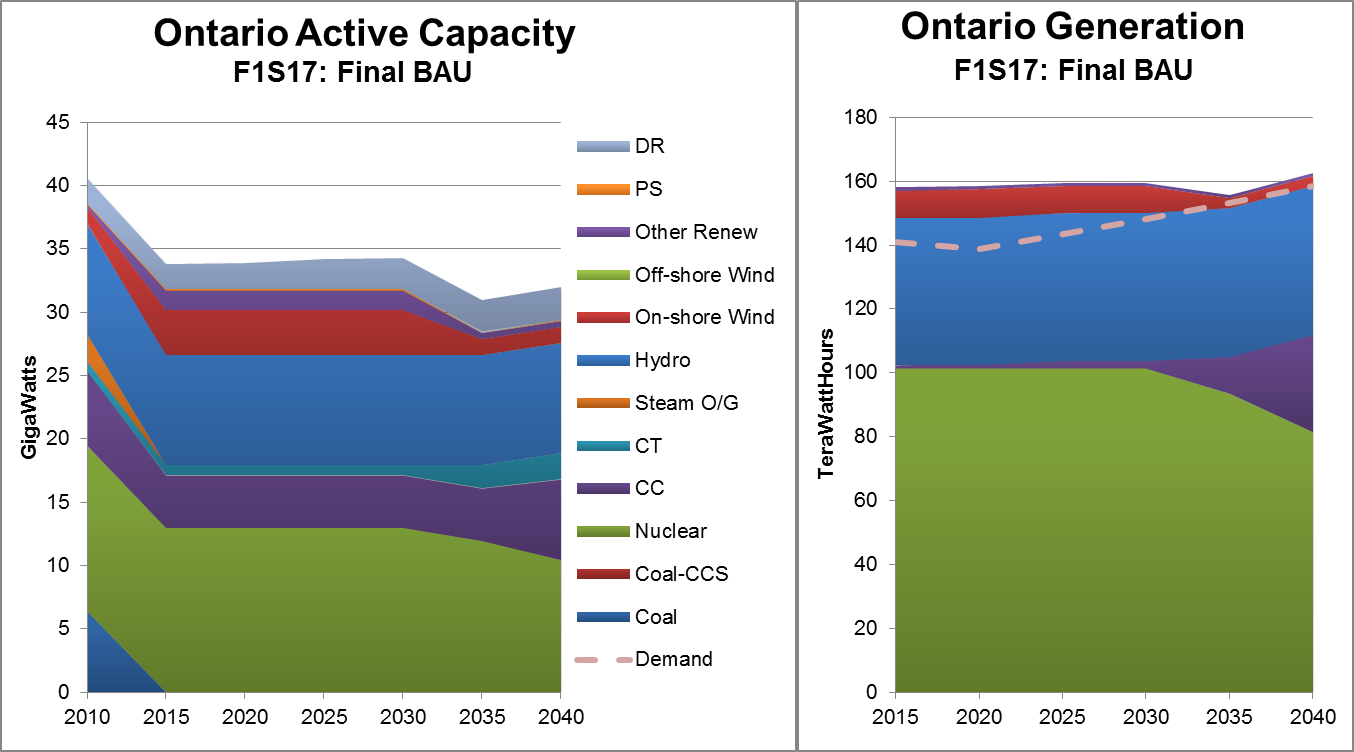 Ontario Active Capacity
F1S17: Final BAU
GigaWatts
45
40
35
30
25
20
15
10
5
0
2010 2015 2020 2025 2030 2035 2040
DR
PS
Other Renew
Off-shore Wind
On-shore Wind
Hydro
Steam O/G
CT
CC
Nuclear
Coal-CCS
Coal
Demand
Ontario Generation
F1S17: Final BAU
TeraWattHours
180
160
140
120
100
80
60
40
20
0
2015 2020 2025 2030 2035 2040